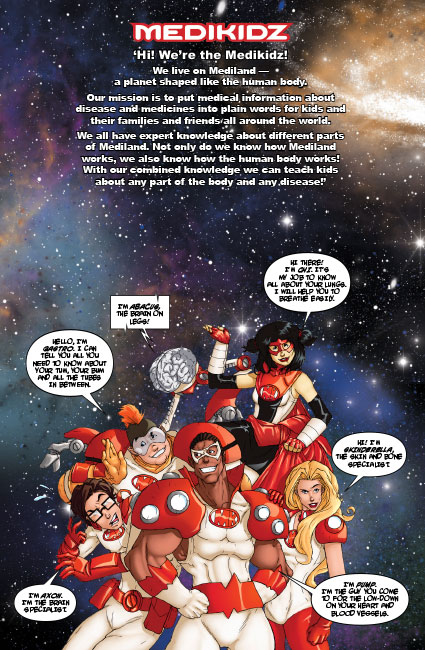 MEDIKIDZ
'Hi! We're the Medikidz!
We live on Mediland —
a planet shaped like the human body.
Our mission is to put medical information about
disease and medicines into plain words for kids and
their families and friends all around the world.
We all have expert knowledge about different parts
of Mediland. Not only do we know how Mediland
works, we also know how the human body works!
With our combined knowledge we can teach kids
about any part of the body and any disease!'
HI THERE!
I'M CHI. IT'S
MY JOB TO KNOW
ALL ABOUT YOUR LUNGS.
I WILL HELP YOU TO
BREATHE EASILY.
I'M ABACUS,
THE BRAIN ON
LEGS!
HELLO, I'M
GASTRO. I CAN
TELL YOU ALL YOU
NEED TO KNOW ABOUT
YOUR TUM, YOUR BUM
AND ALL THE TUBES
IN BETWEEN.
HI! I'M
SKINDERELLA,
THE SKIN AND BONE
SPECIALIST.
I'M AXON.
I'M THE BRAIN
SPECIALIST.
I'M PUMP.
I'M THE GUY YOU COME
TO FOR THE LOW-DOWN
ON YOUR HEART AND
BLOOD VESSELS.